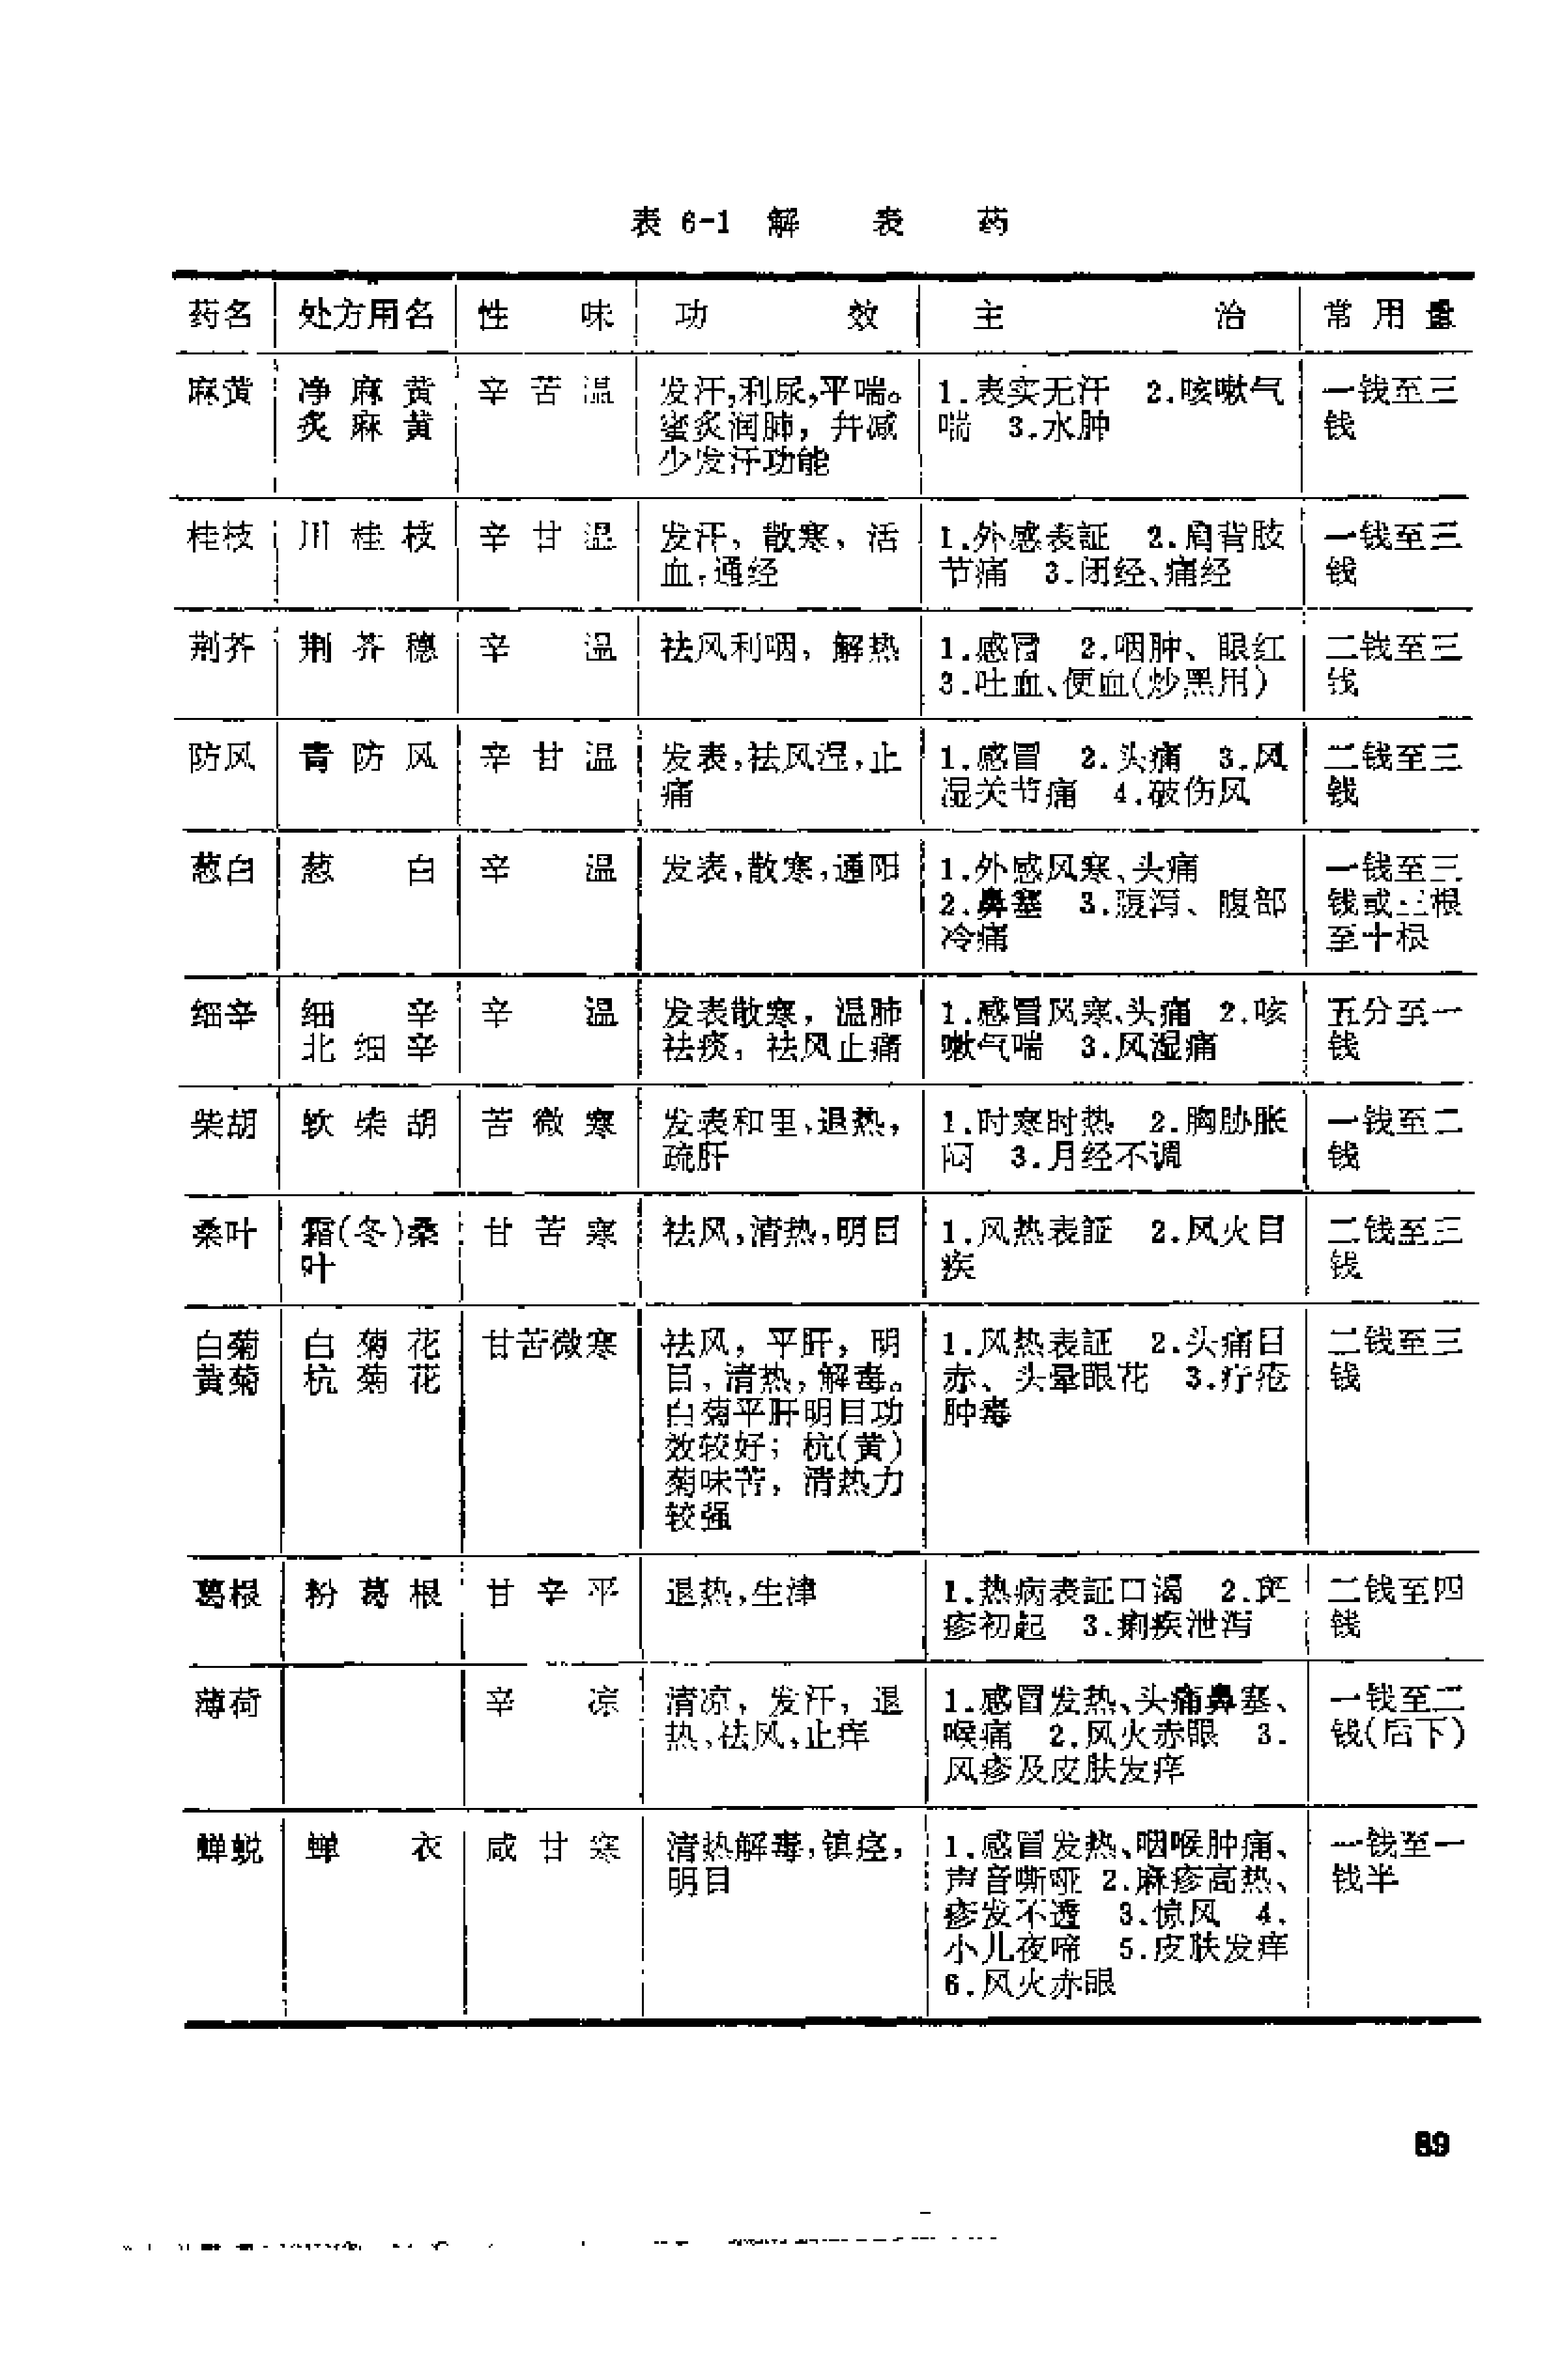 表 6-1 解 表 药
药名 处方用名 性 味 功 效 主 治 常 用 量
麻黄 净 麻 黄 辛 苦 温 发汗,利尿,平喘。 1.表实无汗 2.咳嗽气 一钱至三
炙 麻 黄 蜜炙润肺，幷减 喘 3.水肿 钱
少发汗功能
桂枝 川 桂 枝 辛 甘 温 发汗，散寒，活 1.外感表証 2.肩背肢 一钱至三
血,通经 节痛 3.闭经、痛经 钱
荆芥 荆 芥 穗 辛 温 祛风利咽，解热 1.感冒 2.咽肿、眼红 二钱至三
3.吐血、便血(炒黑用) 钱
防风 青 防 风 辛 甘 温 发表,祛风湿,止 1.感冒 2.头痛 3.风 二钱至三
痛 湿关节痛 4.破伤风 钱
葱白 葱 白 辛 温 发表,散寒,通阳 1.外感风寒、头痛 一钱至三
2.鼻塞 3.腹泻、腹部 钱或三根
冷痛 至十根
细辛 细 辛 辛 温 发表散寒，温肺 1.感冒风寒、头痛 2.咳 五分至一
北 细 辛 祛痰，祛风止痛 嗽气喘 3.风湿痛 钱
柴胡 软 柴 胡 苦 微 寒 发表和里、退热， 1.时寒时热 2.胸胁胀 一钱至二
疏肝 闷 3.月经不调 钱
桑叶 霜(冬)桑 甘 苦 寒 祛风,清热,明目 1.风热表証 2.风火目 二钱至三
叶 疾 钱
白菊 白 菊 花 甘苦微寒 祛风，平肝，明 1.风热表証 2.头痛目 二钱至三
黄菊 杭 菊 花 目,清热,解毒。 赤、头晕眼花 3.疔疮 钱
白菊平肝明目功 肿毒
效较好；杭(黄)
菊味苦，清热力
较强
葛根 粉 葛 根 甘 辛 平 退热,生津 1.热病表証口渴 2.斑 二钱至四
疹初起 3.痢疾泄泻 钱
薄荷 辛 凉 清凉，发汗，退 1.感冒发热、头痛鼻塞、 一钱至二
热,祛风,止痒 喉痛 2.风火赤眼 3. 钱(后下)
风疹及皮肤发痒
蝉蜕 蝉 衣 咸 甘 寒 清热解毒,镇痉， 1.感冒发热、咽喉肿痛、 一钱至一
明目 声音嘶哑 2.麻疹高热、 钱半
疹发不透 3.惊风 4.
小儿夜啼 5.皮肤发痒
6.风火赤眼
89